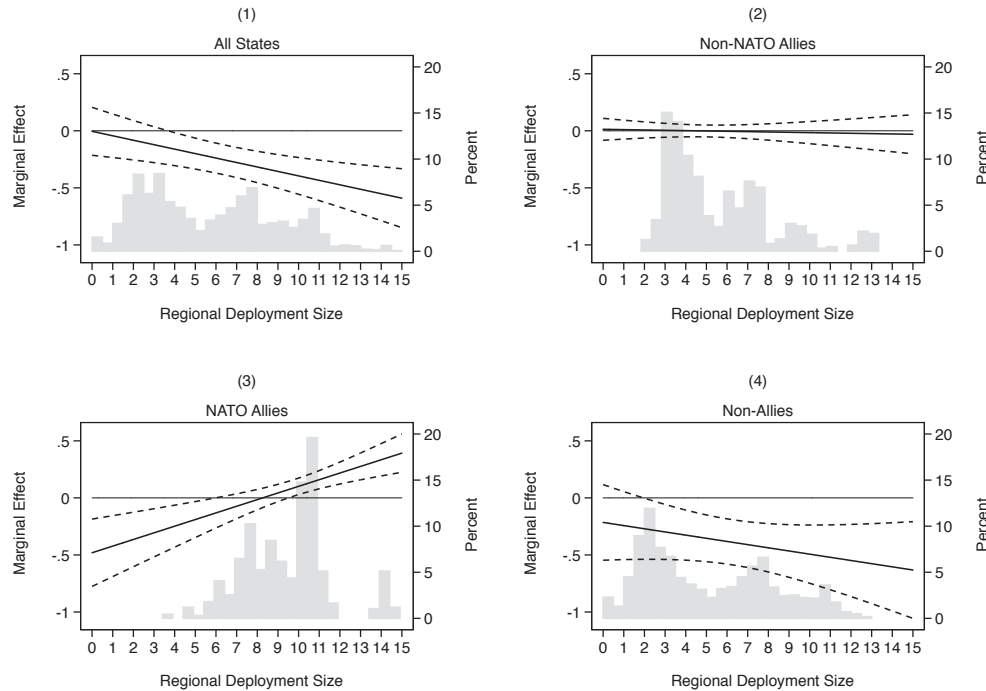 (1)
All States
.5
0
-.5
-1
Marginal Effect
20
15
10
5
0
Percent
0 1 2 3 4 5 6 7 8 9 10 11 12 13 14 15
Regional Deployment Size
(2)
Non-NATO Allies
.5
0
-.5
-1
Marginal Effect
20
15
10
5
0
Percent
0 1 2 3 4 5 6 7 8 9 10 11 12 13 14 15
Regional Deployment Size
(3)
NATO Allies
.5
0
-.5
-1
Marginal Effect
20
15
10
5
0
Percent
0 1 2 3 4 5 6 7 8 9 10 11 12 13 14 15
Regional Deployment Size
(4)
Non-Allies
.5
0
-.5
-1
Marginal Effect
20
15
10
5
0
Percent
0 1 2 3 4 5 6 7 8 9 10 11 12 13 14 15
Regional Deployment Size